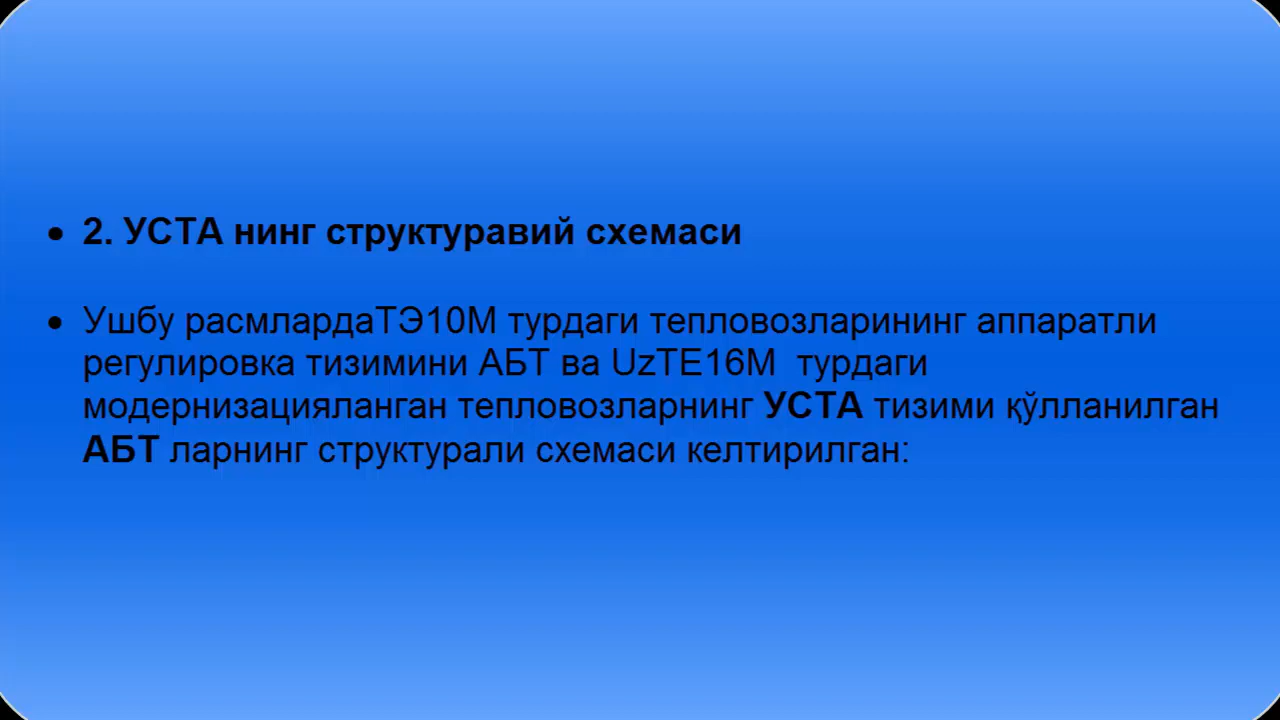 • 2. УСТА нинг структуравий схемаси
• Ушбу расмлардаТЭ10М турдаги тепловозларининг аппаратли
регулировка тизимини АБТ ва UzTE16M турдаги
модернизацияланган тепловозларнинг УСТА тизими қўлланилган
АБТ ларнинг структурали схемаси келтирилган: